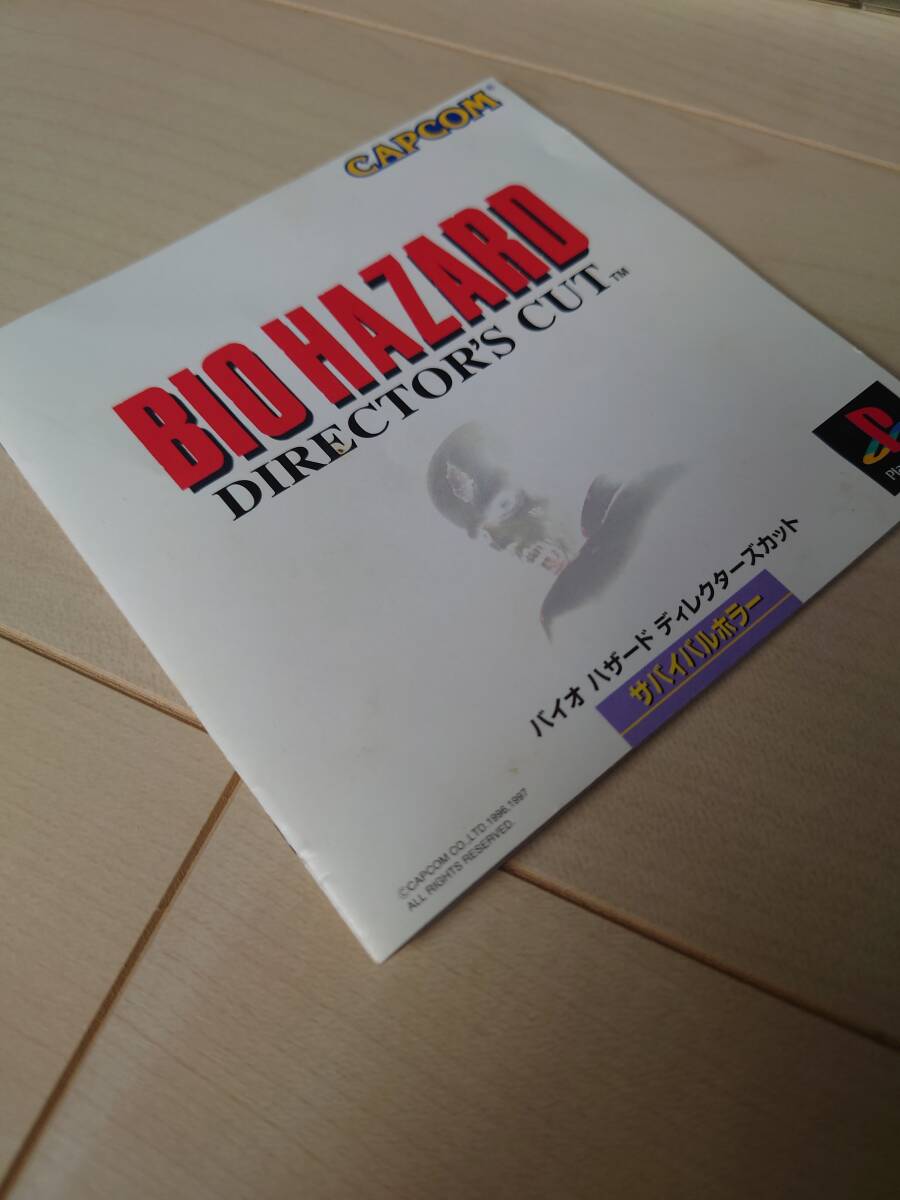 CAPCOM®
BIO HAZARD
DIRECTOR'S CUT™
バイオ ハザード ディレクターズカット
サバイバルホラー
©CAPCOM CO.,LTD.1996,1997
ALL RIGHTS RESERVED.